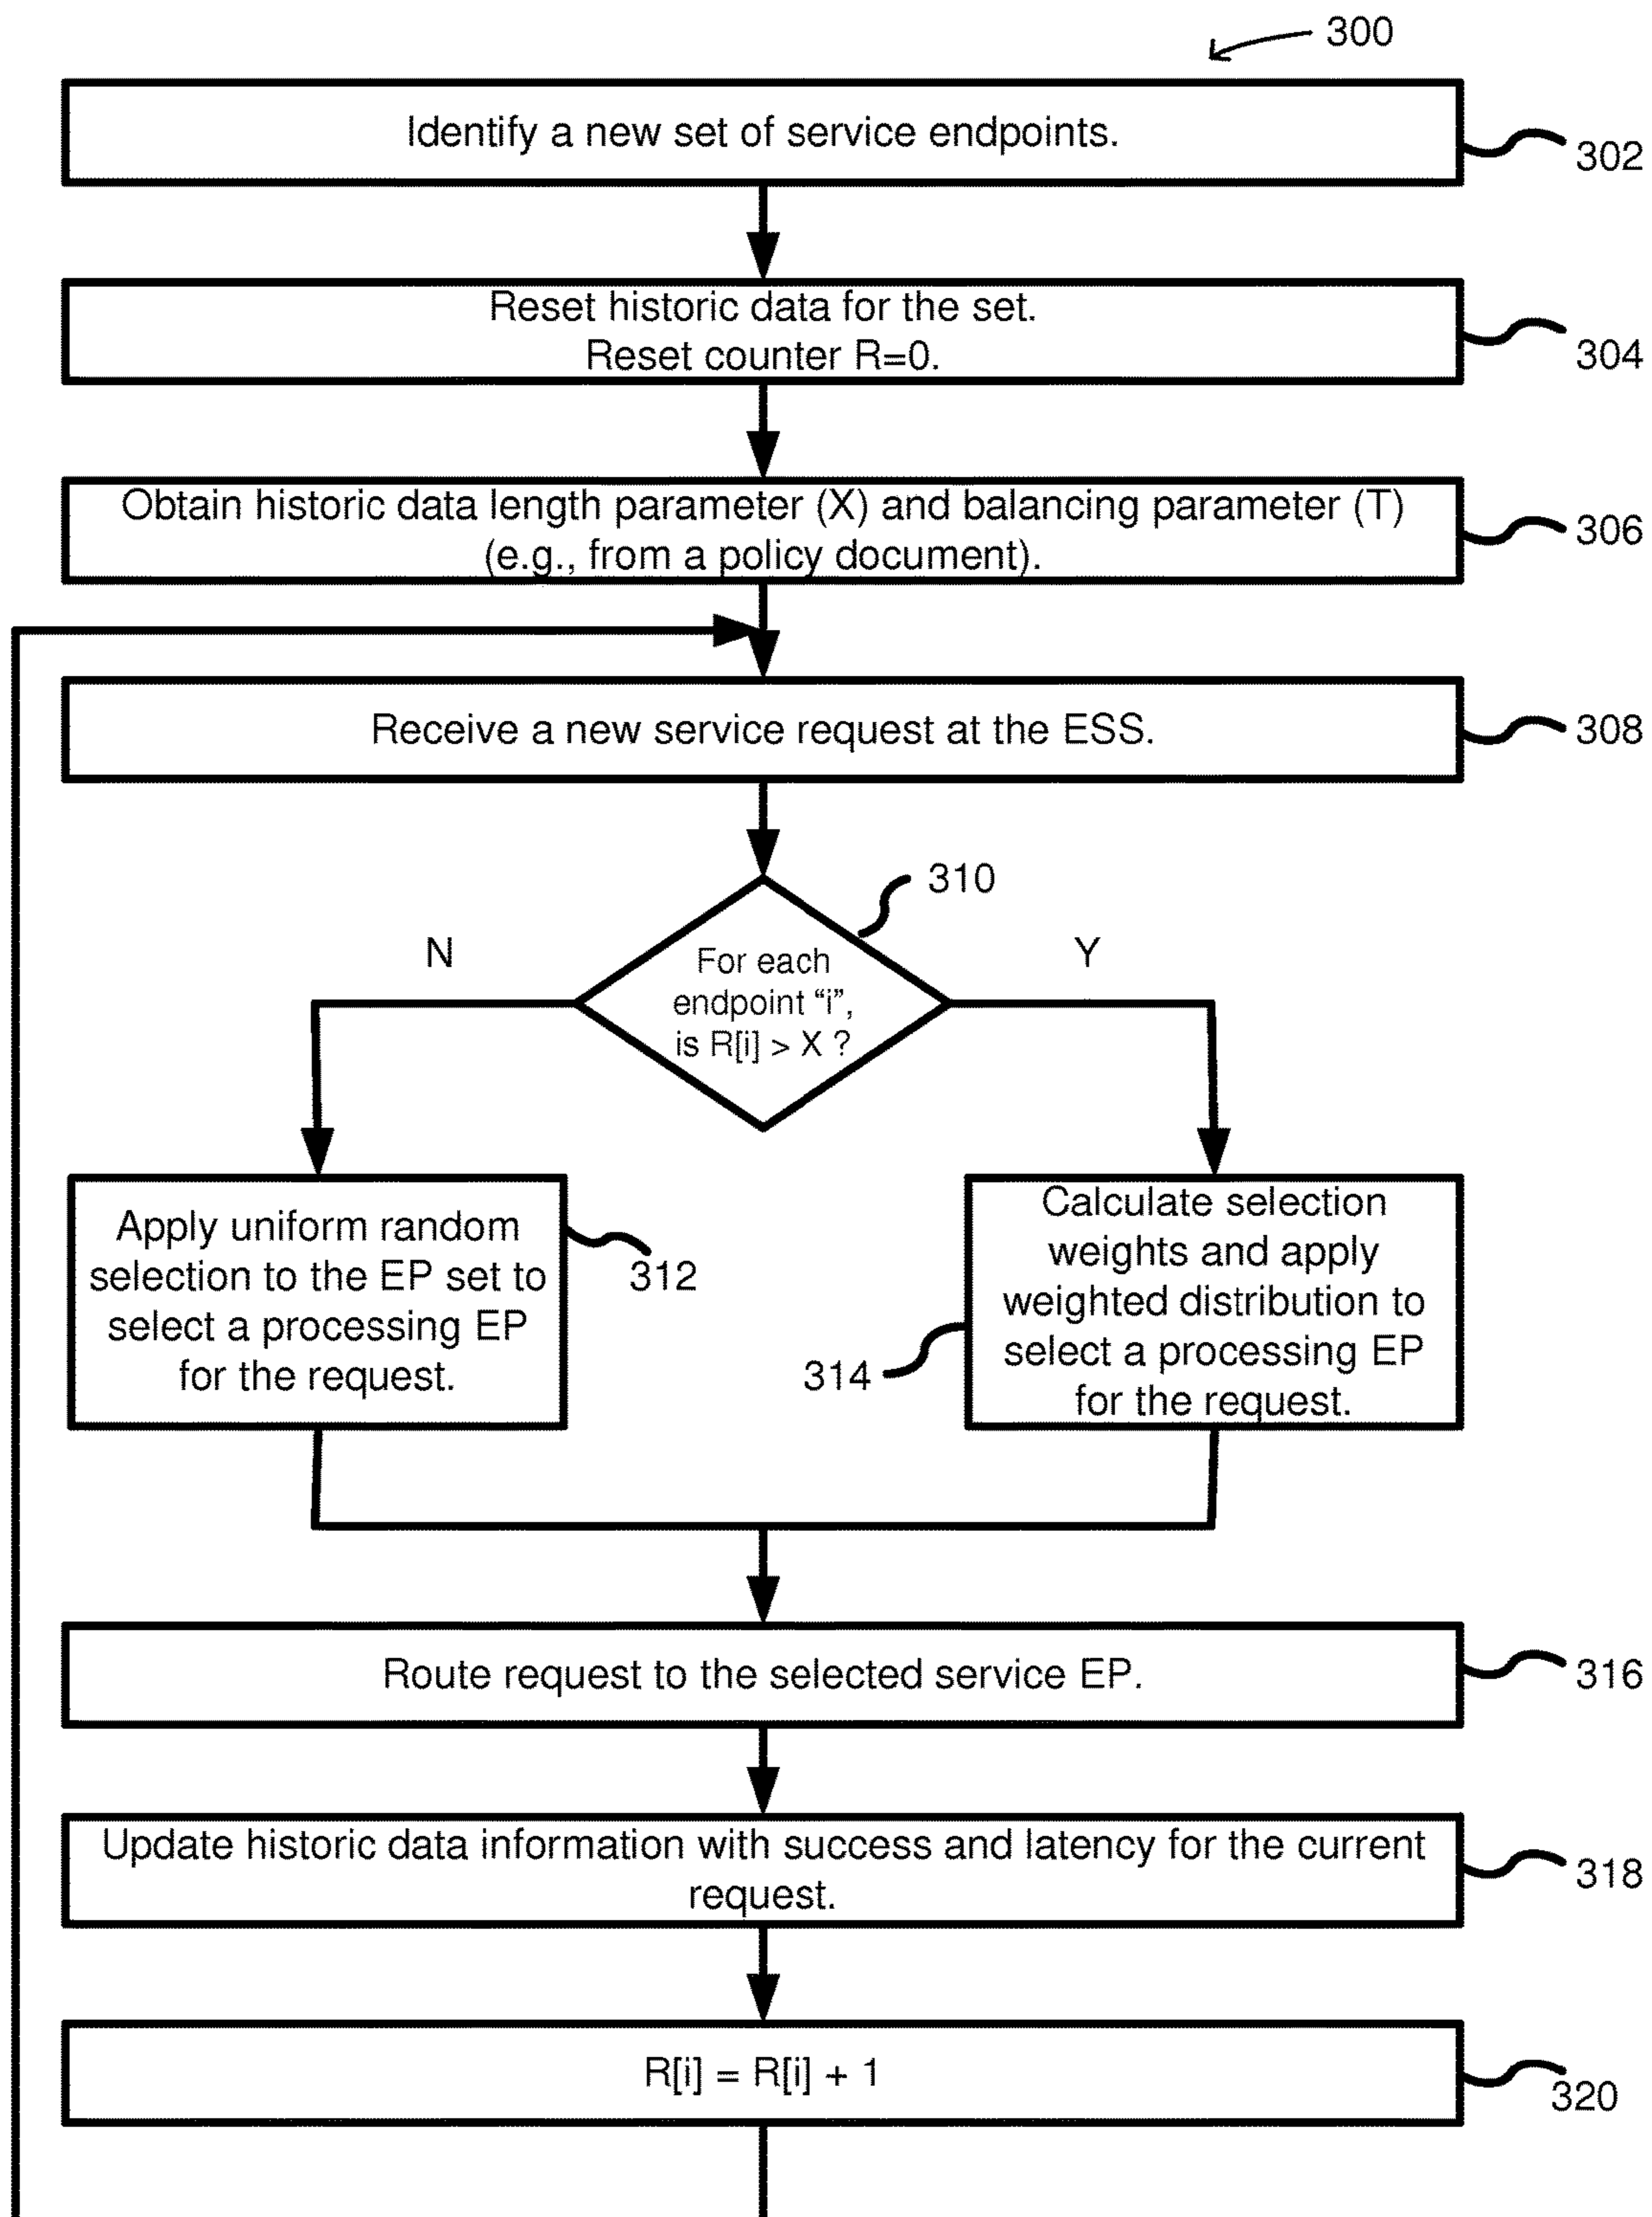 300
Identify a new set of service endpoints.
302
Reset historic data for the set.
Reset counter R=0.
304
Obtain historic data length parameter (X) and balancing parameter (T)
(e.g., from a policy document).
306
Receive a new service request at the ESS.
308
310
N
Y
For each
endpoint “i”,
is R[i] > X ?
Apply uniform random
selection to the EP set to
select a processing EP
for the request.
312
Calculate selection
weights and apply
weighted distribution to
select a processing EP
for the request.
314
Route request to the selected service EP.
316
Update historic data information with success and latency for the current
request.
318
R[i] = R[i] + 1
320